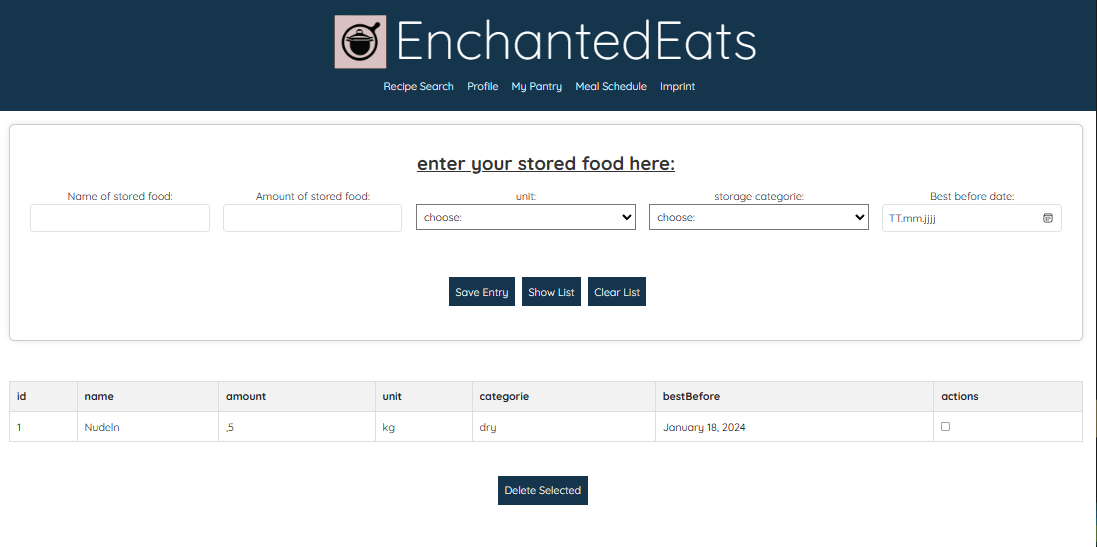 EnchantedEats
Recipe Search Profile My Pantry Meal Schedule Imprint
enter your stored food here:
Name of stored food: Amount of stored food: unit: storage categorie: Best before date:
choose: choose: TT.mm.jjjj
Save Entry Show List Clear List
id name amount unit categorie bestBefore actions
1 Nudeln ,5 kg dry January 18, 2024
Delete Selected